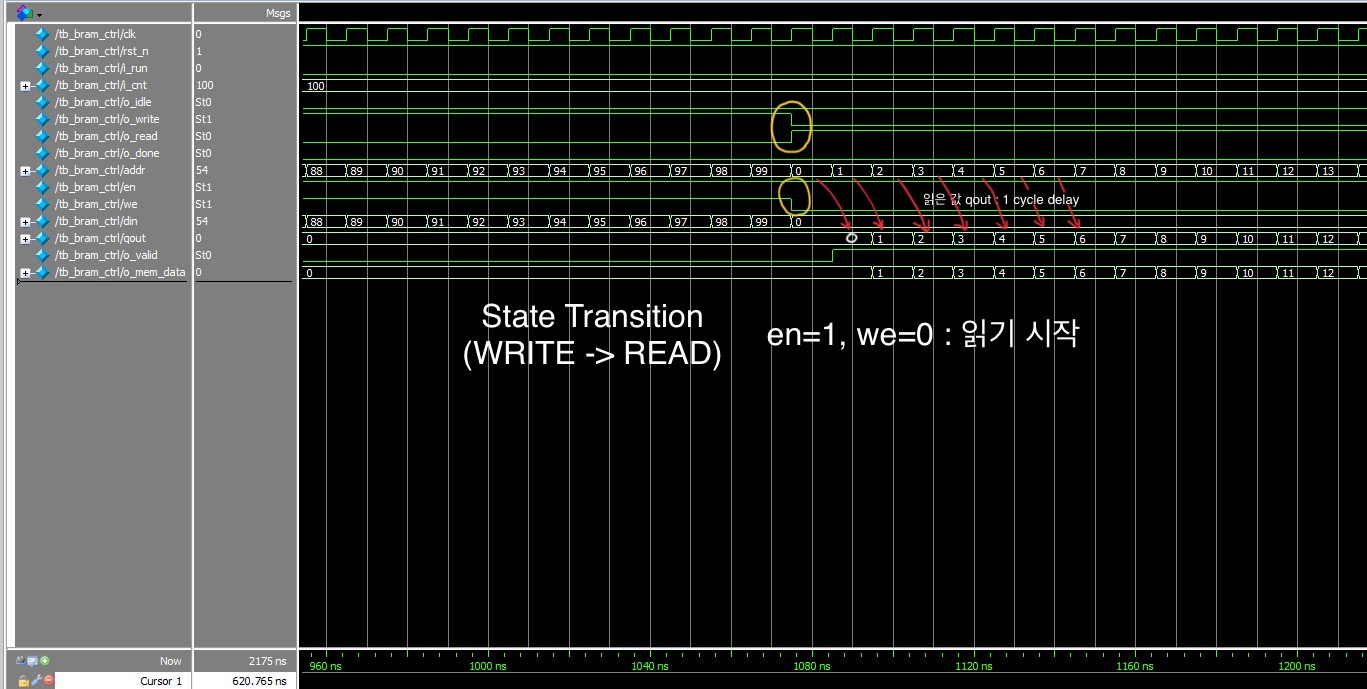 Msgs
/tb_bram_ctrl/clk 0
/tb_bram_ctrl/rst_n 1
/tb_bram_ctrl/i_run 0
/tb_bram_ctrl/i_cnt 100 100
/tb_bram_ctrl/o_idle St0
/tb_bram_ctrl/o_write St1
/tb_bram_ctrl/o_read St0
/tb_bram_ctrl/o_done St0
/tb_bram_ctrl/addr 54 88 89 90 91 92 93 94 95 96 97 98 99 0 1 2 3 4 5 6 7 8 9 10 11 12 13
/tb_bram_ctrl/en St1
/tb_bram_ctrl/we St1 읽은 값 qout : 1 cycle delay
/tb_bram_ctrl/din 54 88 89 90 91 92 93 94 95 96 97 98 99 0
/tb_bram_ctrl/qout 0 0 0 1 2 3 4 5 6 7 8 9 10 11 12
/tb_bram_ctrl/o_valid St0
/tb_bram_ctrl/o_mem_data 0 0 1 2 3 4 5 6 7 8 9 10 11 12
State Transition
(WRITE -> READ)
en=1, we=0 : 읽기 시작
Now 2175 ns 960 ns 1000 ns 1040 ns 1080 ns 1120 ns 1160 ns 1200 ns
Cursor 1 620.765 ns